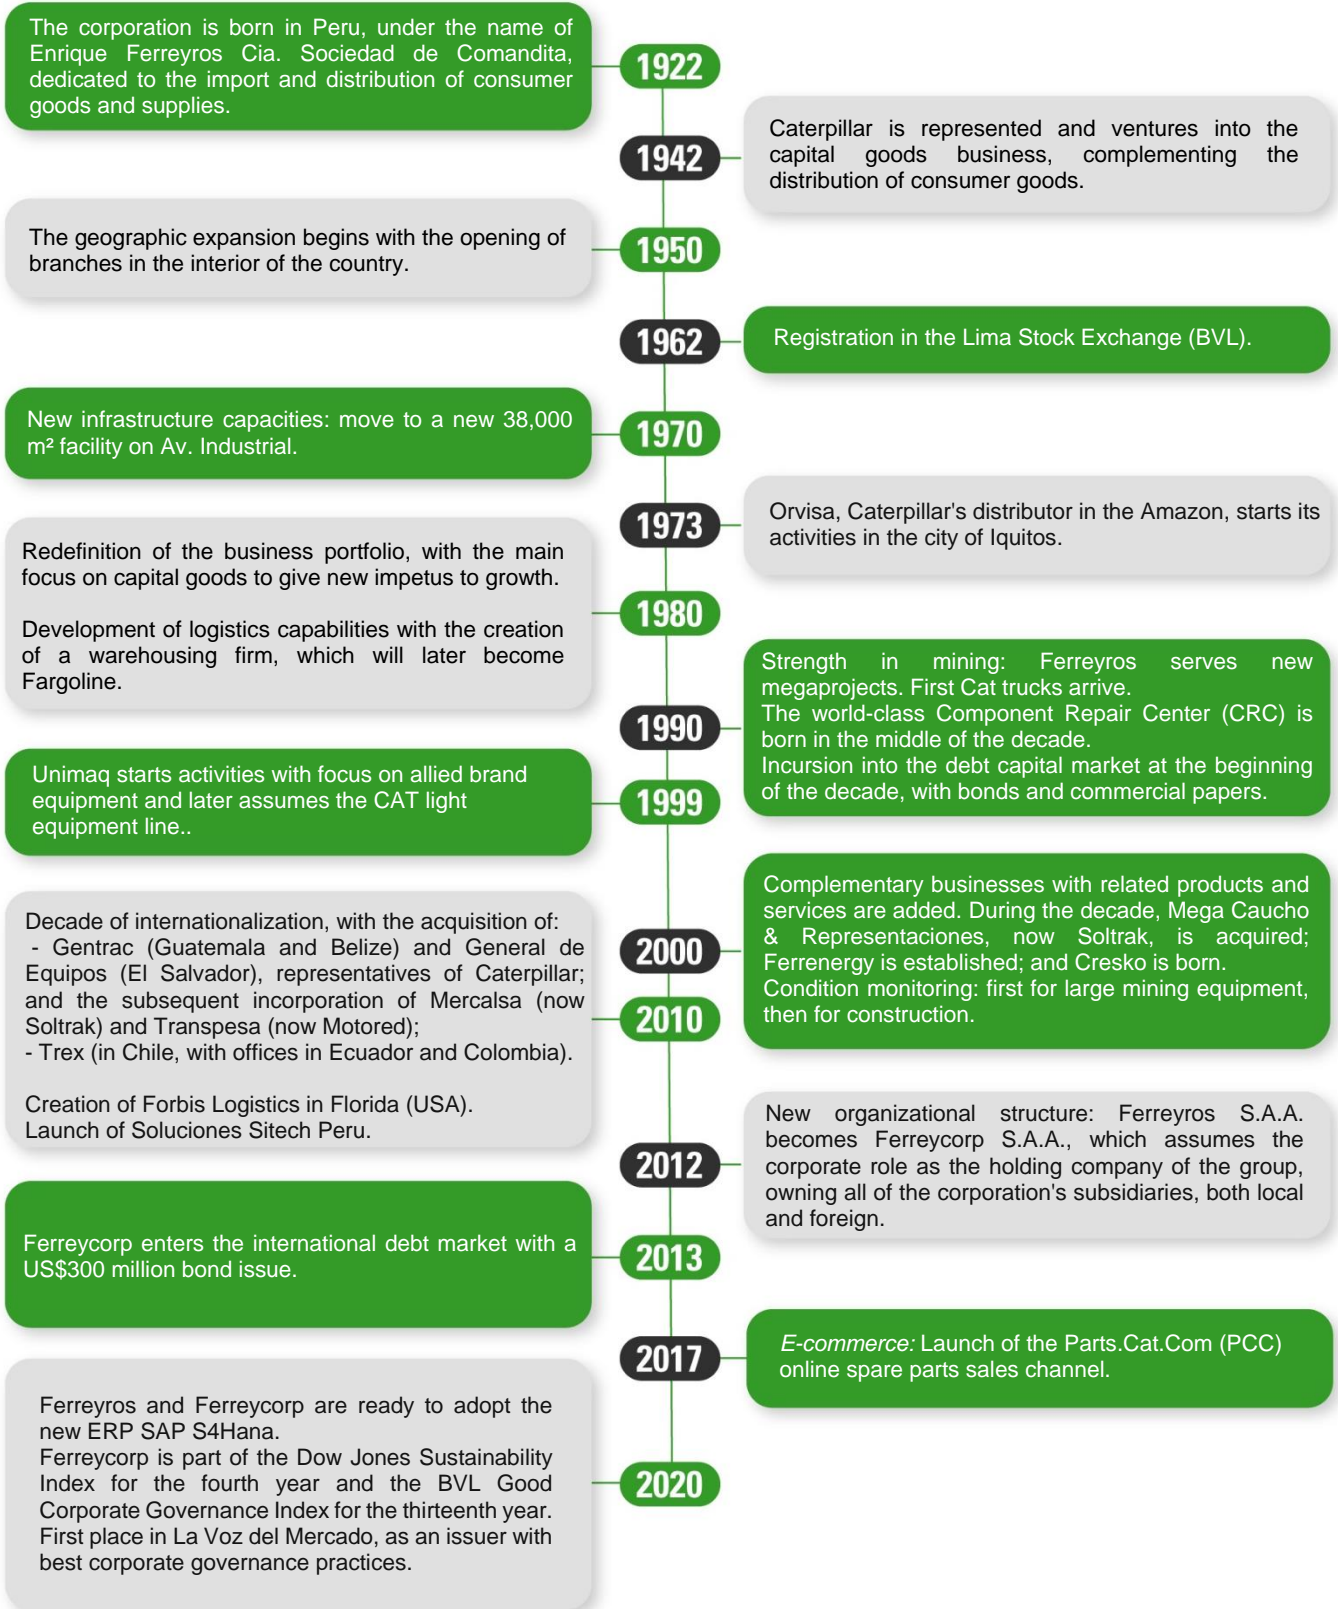 The corporation is born in Peru, under the name of
Enrique Ferreyros Cia. Sociedad de Comandita,
dedicated to the import and distribution of consumer
goods and supplies.
1922
1942
Caterpillar is represented and ventures into the
capital goods business, complementing the
distribution of consumer goods.
The geographic expansion begins with the opening of
branches in the interior of the country.
1950
1962
Registration in the Lima Stock Exchange (BVL).
New infrastructure capacities: move to a new 38,000
m² facility on Av. Industrial.
1970
1973
Orvisa, Caterpillar's distributor in the Amazon, starts its
activities in the city of Iquitos.
Redefinition of the business portfolio, with the main
focus on capital goods to give new impetus to growth.
Development of logistics capabilities with the creation
of a warehousing firm, which will later become
Fargoline.
1980
1990
Strength in mining: Ferreyros serves new
megaprojects. First Cat trucks arrive.
The world-class Component Repair Center (CRC) is
born in the middle of the decade.
Incursion into the debt capital market at the beginning
of the decade, with bonds and commercial papers.
Unimaq starts activities with focus on allied brand
equipment and later assumes the CAT light
equipment line..
1999
2000
Complementary businesses with related products and
services are added. During the decade, Mega Caucho
& Representaciones, now Soltrak, is acquired;
Ferrenergy is established; and Cresko is born.
Condition monitoring: first for large mining equipment,
then for construction.
Decade of internationalization, with the acquisition of:
- Gentrac (Guatemala and Belize) and General de
Equipos (El Salvador), representatives of Caterpillar;
and the subsequent incorporation of Mercalsa (now
Soltrak) and Transpesa (now Motored);
- Trex (in Chile, with offices in Ecuador and Colombia).
Creation of Forbis Logistics in Florida (USA).
Launch of Soluciones Sitech Peru.
2010
2012
New organizational structure: Ferreyros S.A.A.
becomes Ferreycorp S.A.A., which assumes the
corporate role as the holding company of the group,
owning all of the corporation's subsidiaries, both local
and foreign.
Ferreycorp enters the international debt market with a
US$300 million bond issue.
2013
2017
E-commerce: Launch of the Parts.Cat.Com (PCC)
online spare parts sales channel.
Ferreyros and Ferreycorp are ready to adopt the
new ERP SAP S4Hana.
Ferreycorp is part of the Dow Jones Sustainability
Index for the fourth year and the BVL Good
Corporate Governance Index for the thirteenth year.
First place in La Voz del Mercado, as an issuer with
best corporate governance practices.
2020